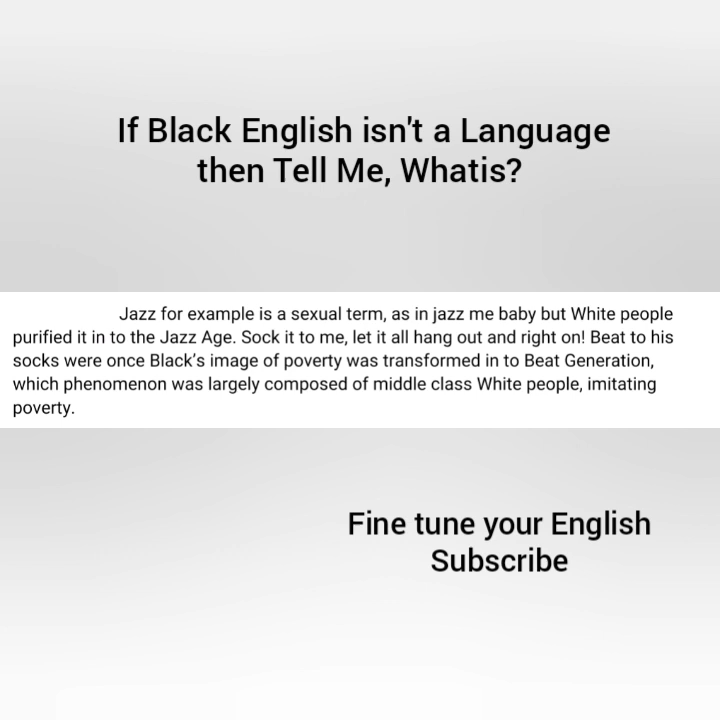 If Black English isn't a Language
then Tell Me, Whatis?
Jazz for example is a sexual term, as in jazz me baby but White people
purified it in to the Jazz Age. Sock it to me, let it all hang out and right on! Beat to his
socks were once Black's image of poverty was transformed in to Beat Generation,
which phenomenon was largely composed of middle class White people, imitating
poverty.
Fine tune your English
Subscribe